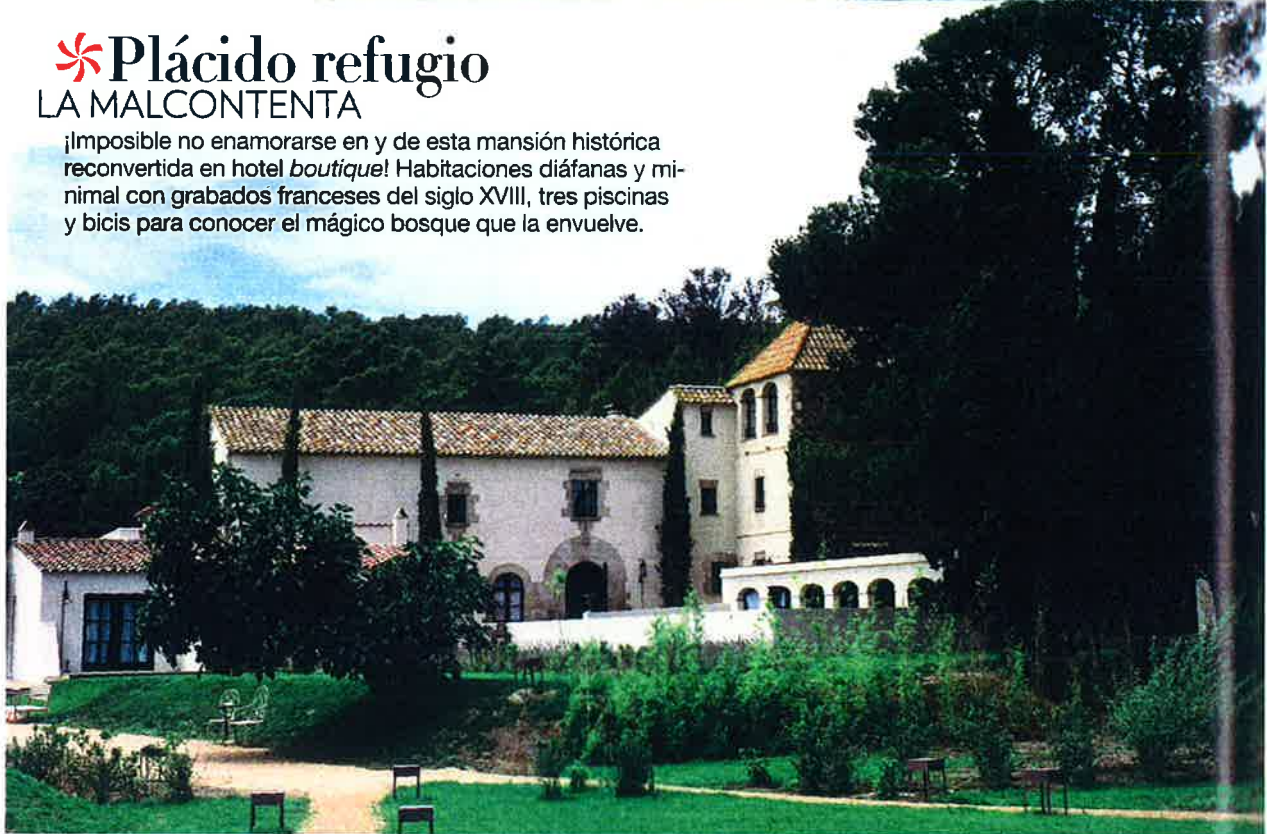 Plácido refugio
LA MALCONTENTA
¡Imposible no enamorarse en y de esta mansión histórica
reconvertida en hotel boutique! Habitaciones diáfanas y mi-
nimal con grabados franceses del siglo XVIII, tres piscinas
y bicis para conocer el mágico bosque que la envuelve.